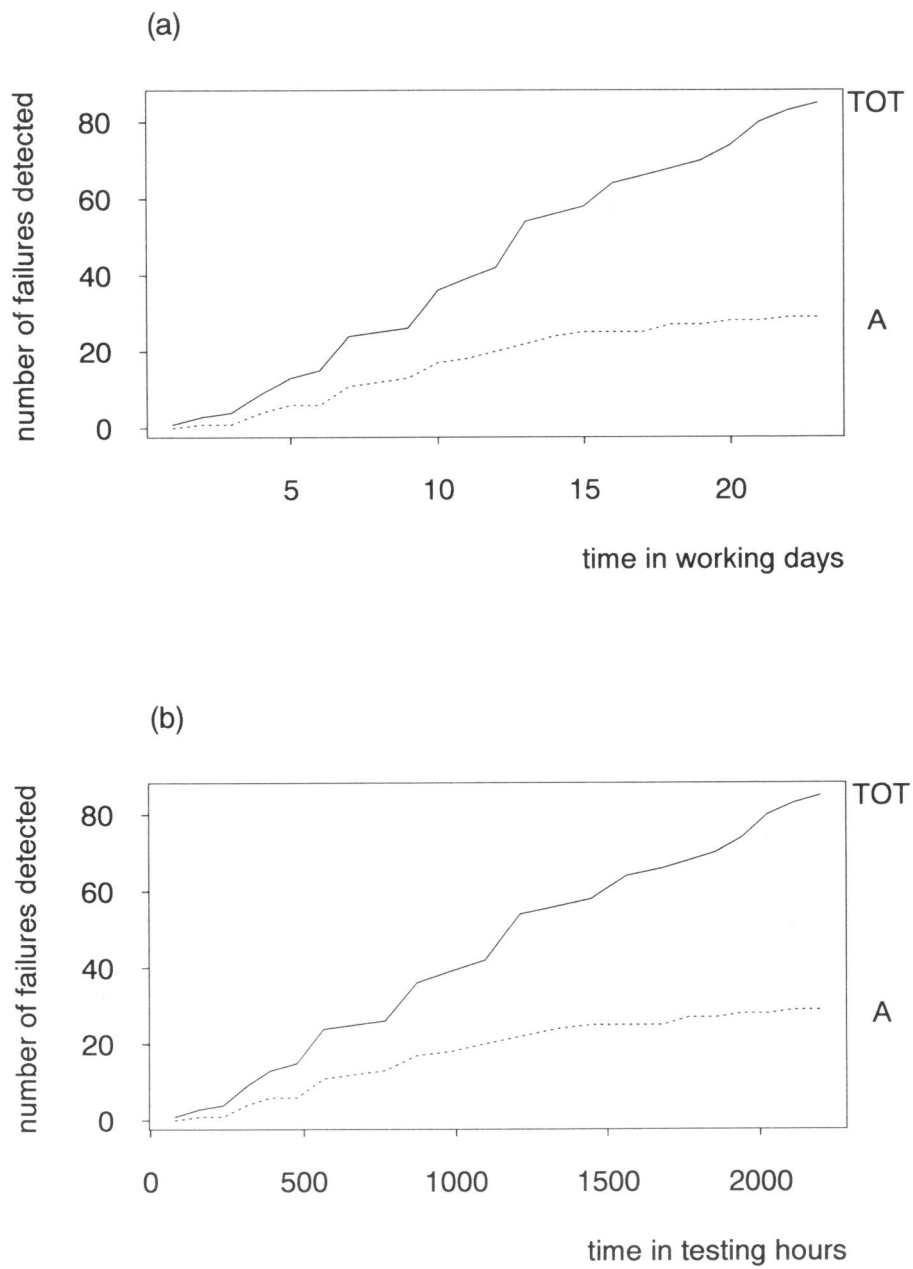 (a)
number of failures detected
80
60
40
20
0
TOT
A
5 10 15 20
time in working days
(b)
number of failures detected
80
60
40
20
0
TOT
A
0 500 1000 1500 2000
time in testing hours